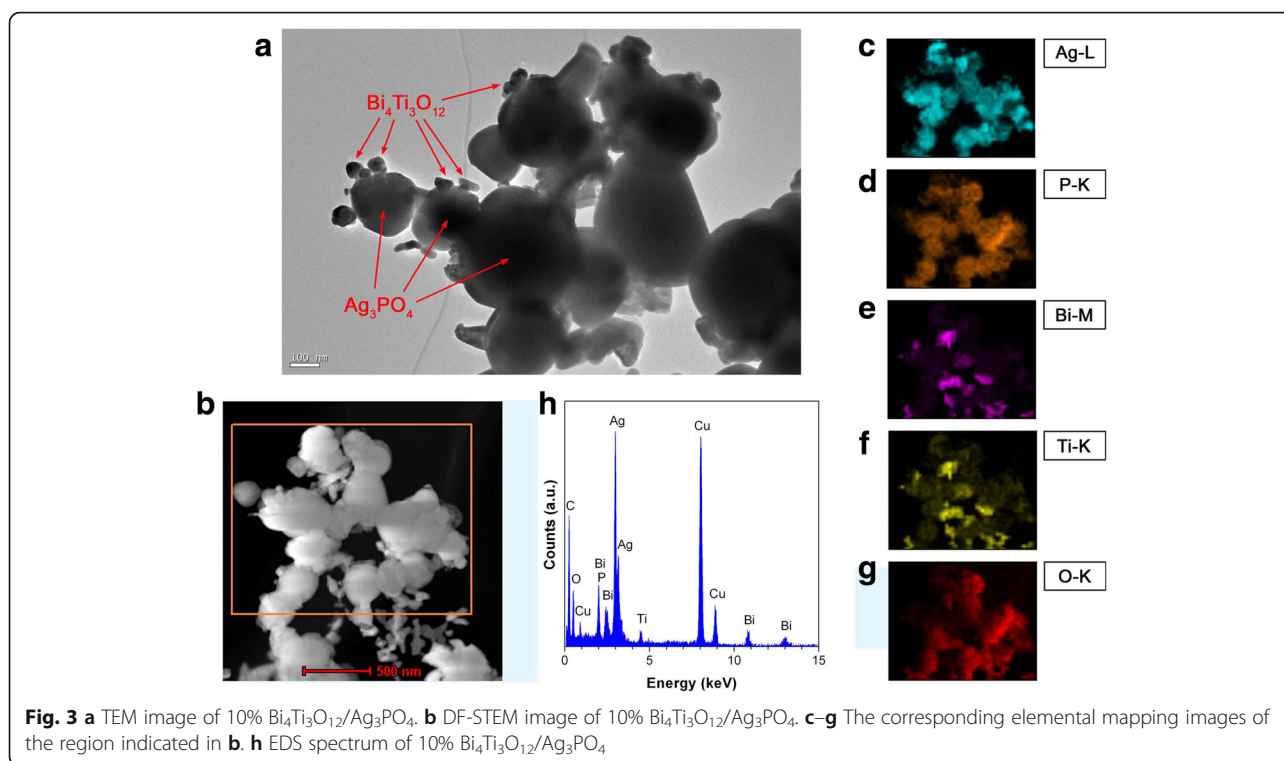 a
Bi₄Ti₃O₁₂
Ag₃PO₄
100 nm
b
500 nm
h
Counts (a.u.)
C
O
Cu
Bi
P
Bi
Ag
Ag
Ti
Cu
Cu
Bi
Bi
0 5 10 15
Energy (keV)
c
Ag-L
d
P-K
e
Bi-M
f
Ti-K
g
O-K
Fig. 3 a TEM image of 10% Bi₄Ti₃O₁₂/Ag₃PO₄. b DF-STEM image of 10% Bi₄Ti₃O₁₂/Ag₃PO₄. c–g The corresponding elemental mapping images of
the region indicated in b. h EDS spectrum of 10% Bi₄Ti₃O₁₂/Ag₃PO₄